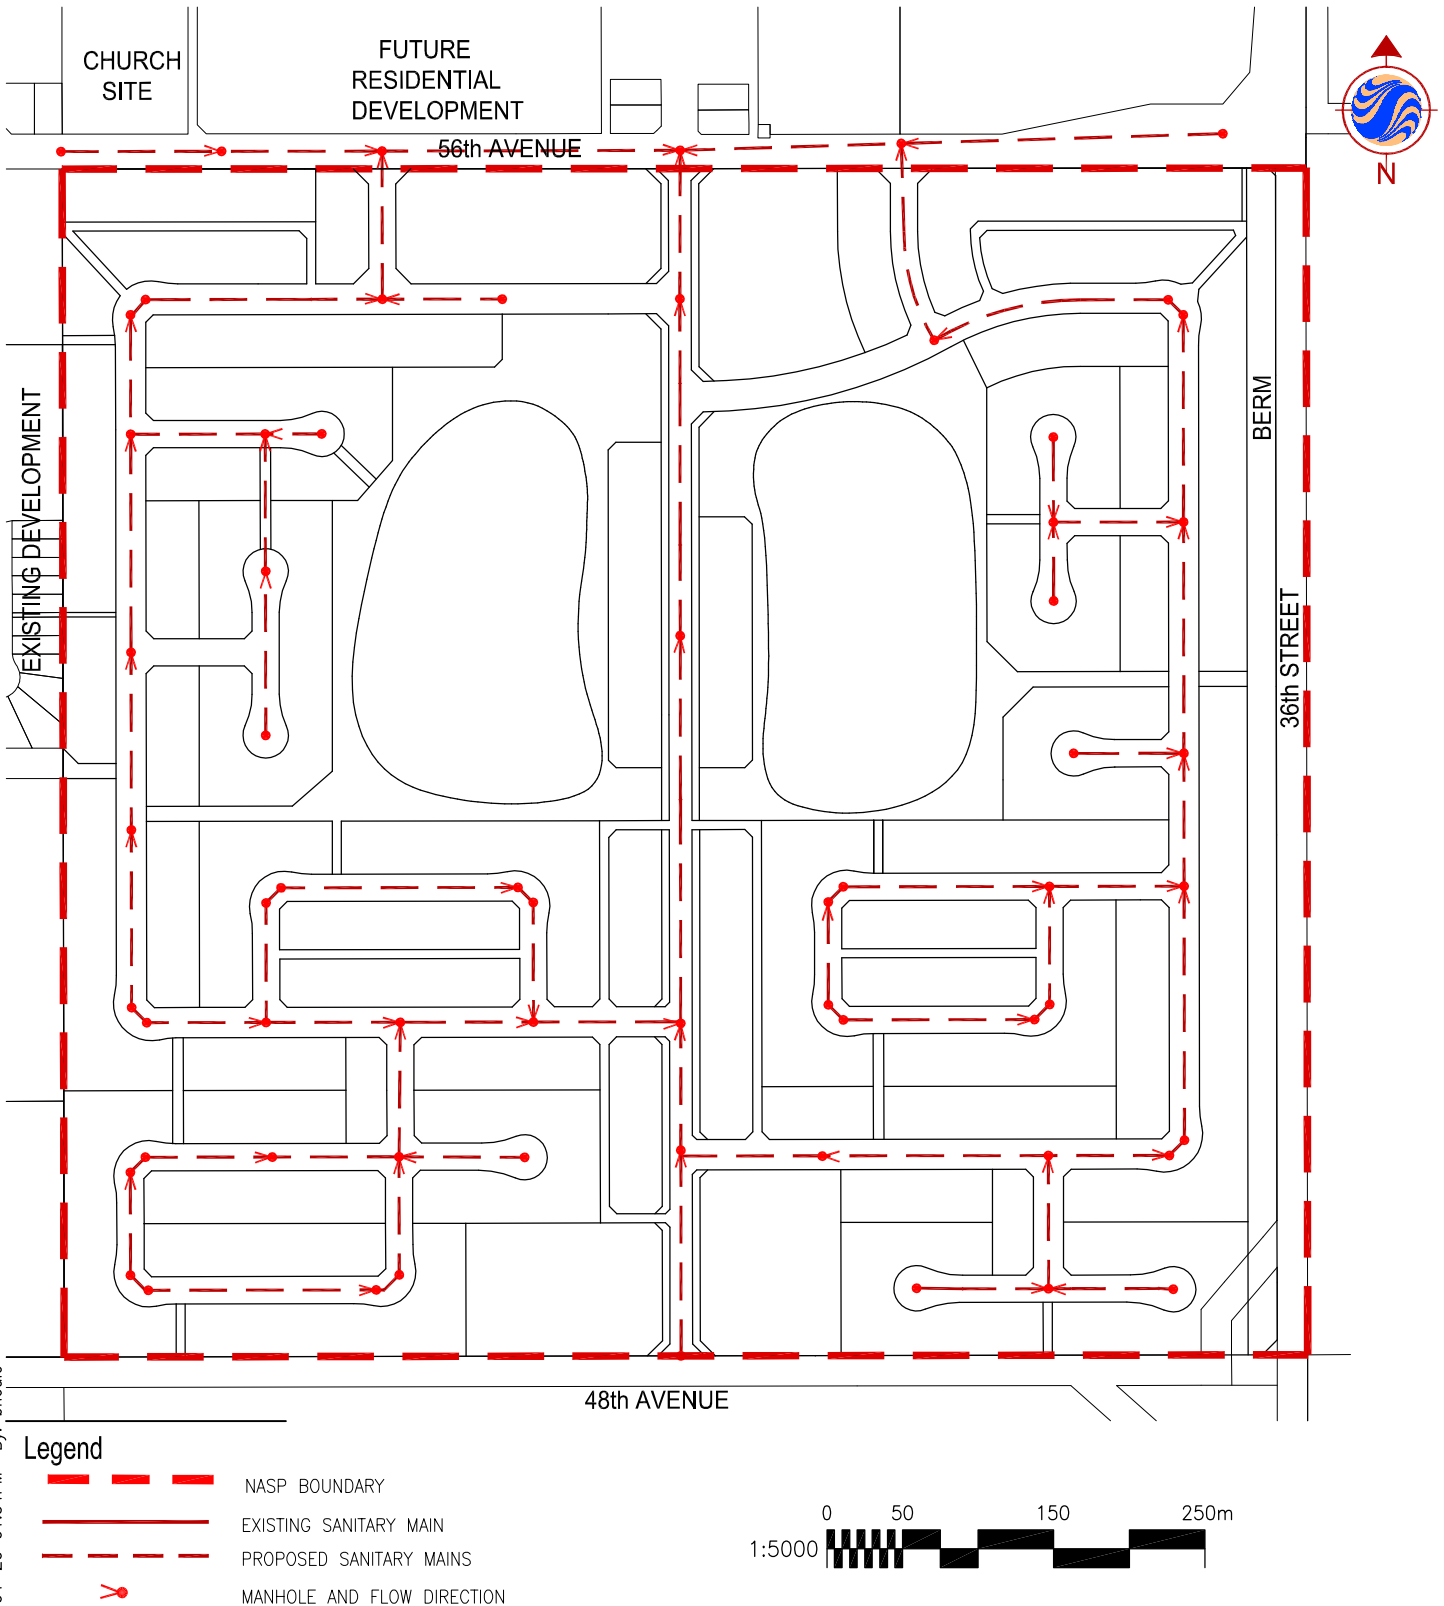 CHURCH
SITE
FUTURE
RESIDENTIAL
DEVELOPMENT
56th AVENUE
N
EXISTING DEVELOPMENT
BERM
36th STREET
48th AVENUE
Legend
NASP BOUNDARY
EXISTING SANITARY MAIN
PROPOSED SANITARY MAINS
MANHOLE AND FLOW DIRECTION
0 50 150 250m
1:5000